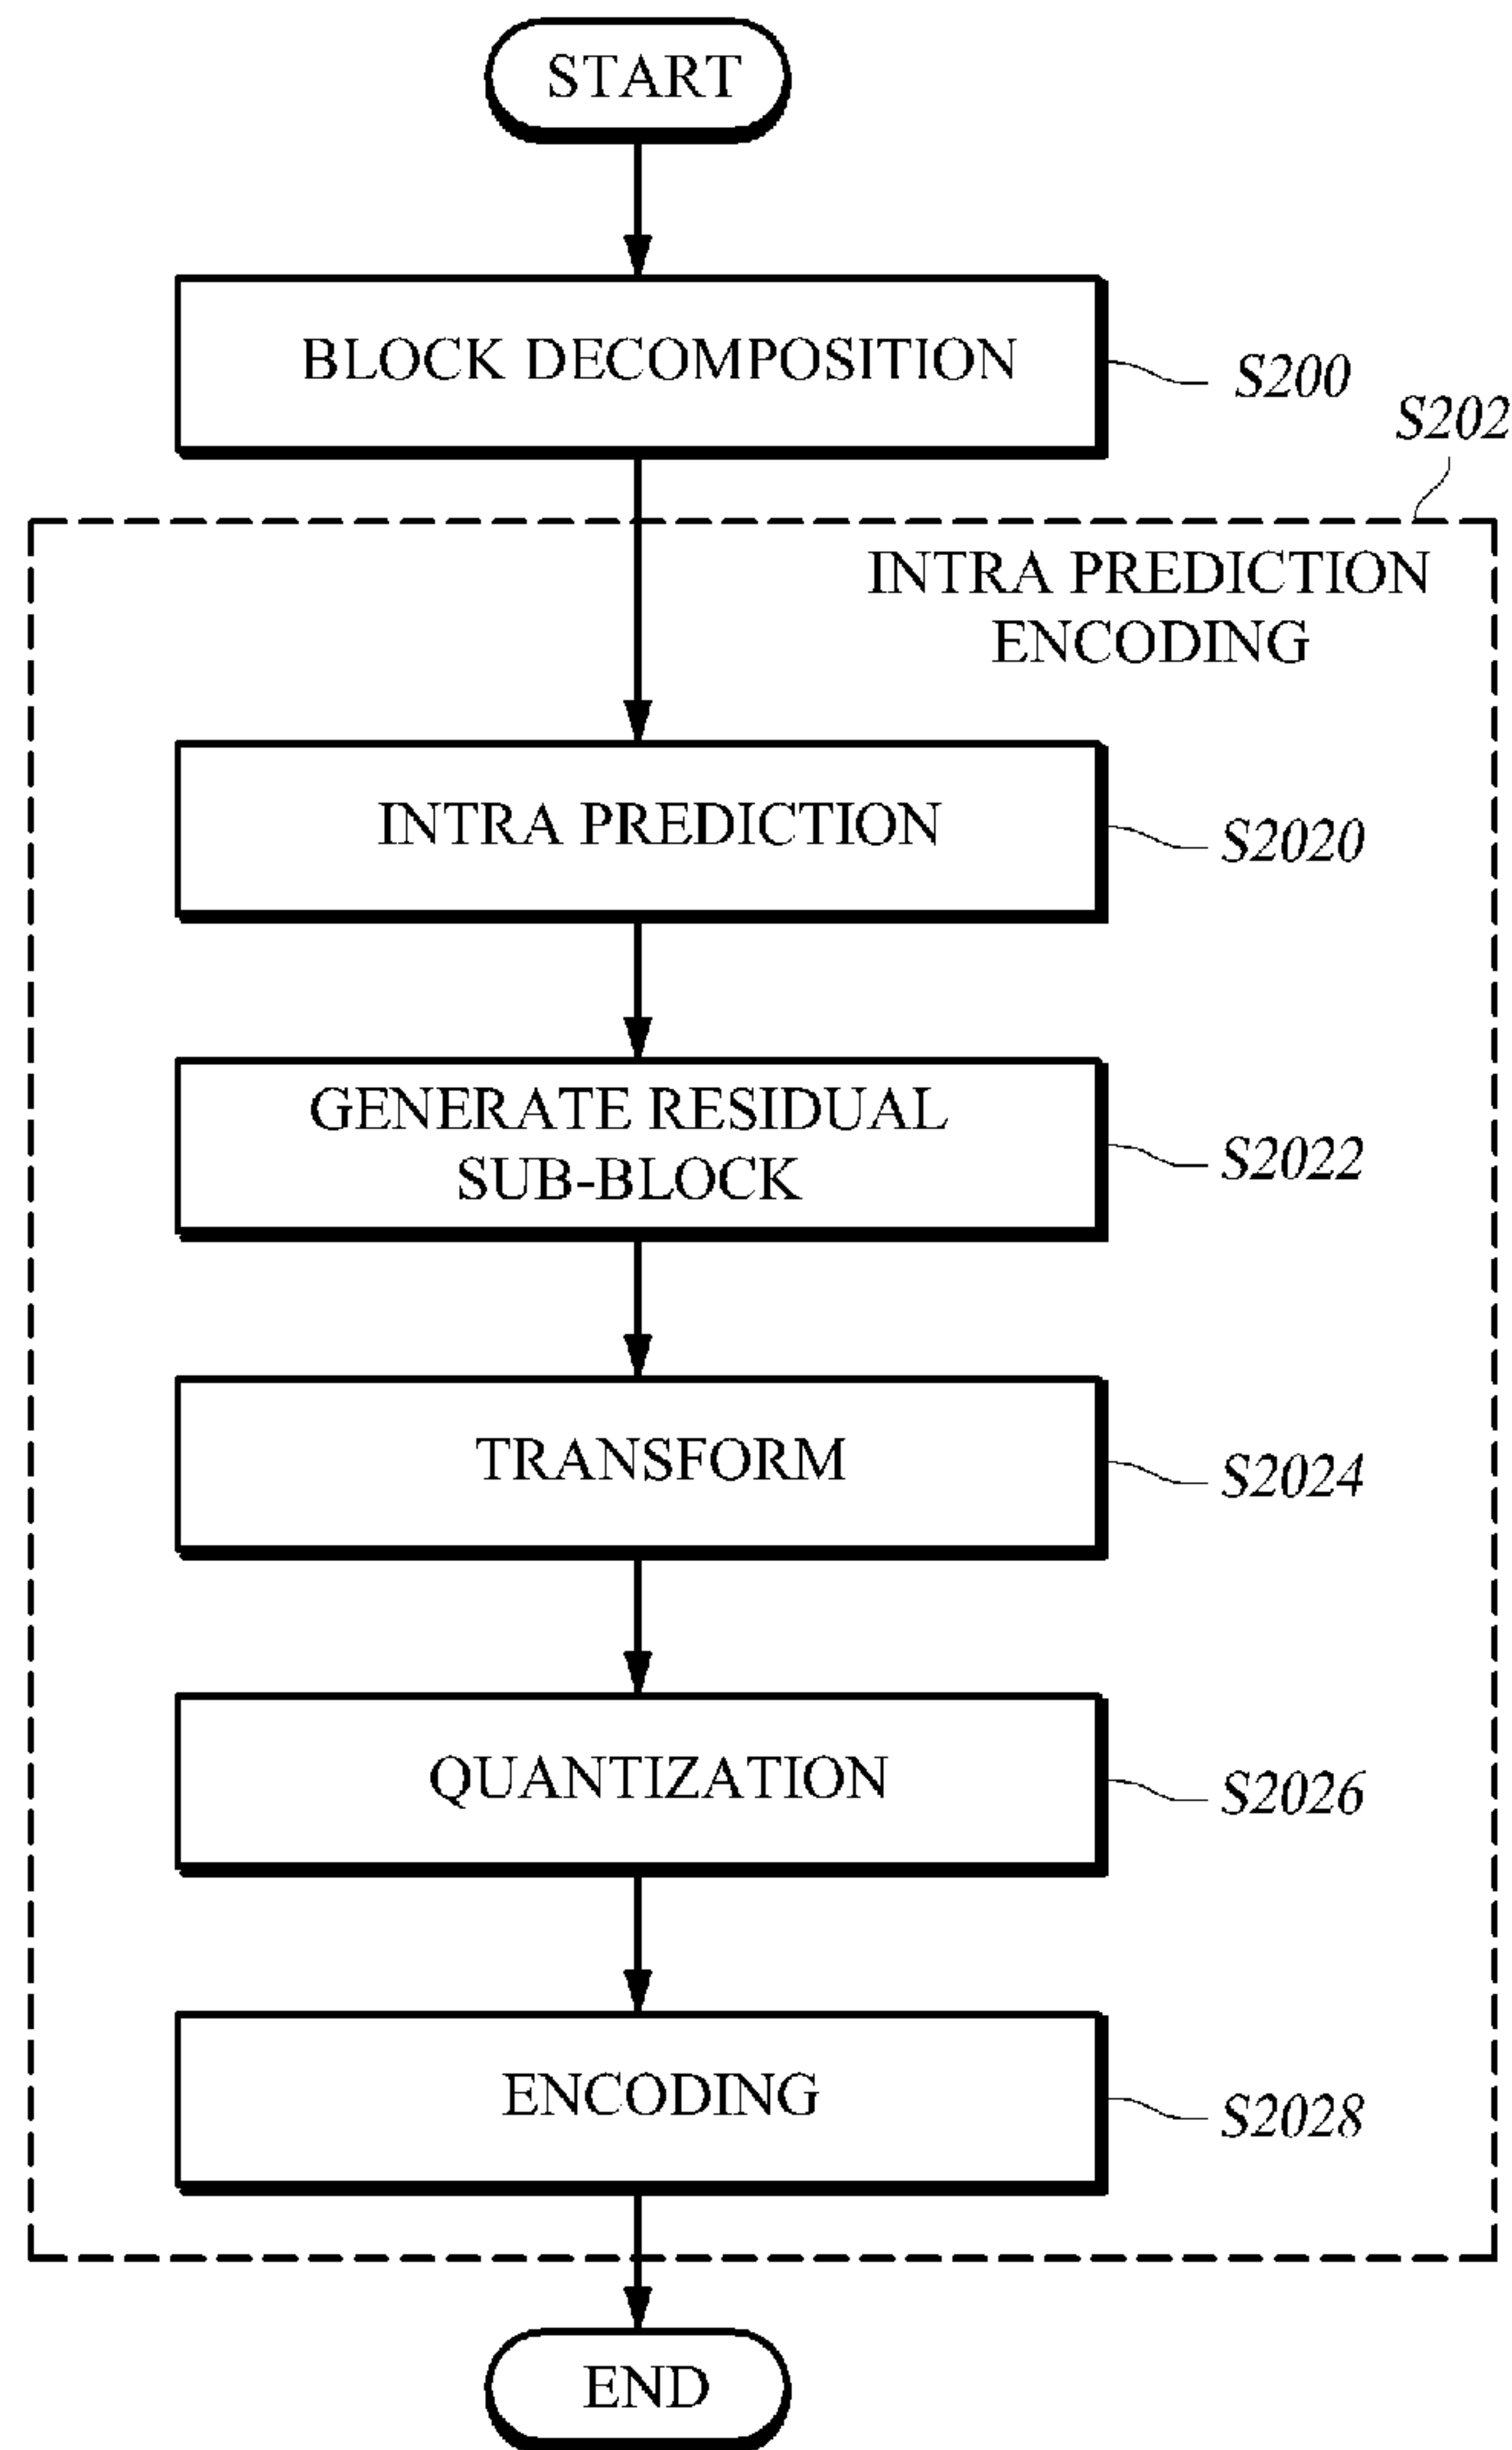 START
BLOCK DECOMPOSITION
S200
S202
INTRA PREDICTION
ENCODING
INTRA PREDICTION
S2020
GENERATE RESIDUAL
SUB-BLOCK
S2022
TRANSFORM
S2024
QUANTIZATION
S2026
ENCODING
S2028
END